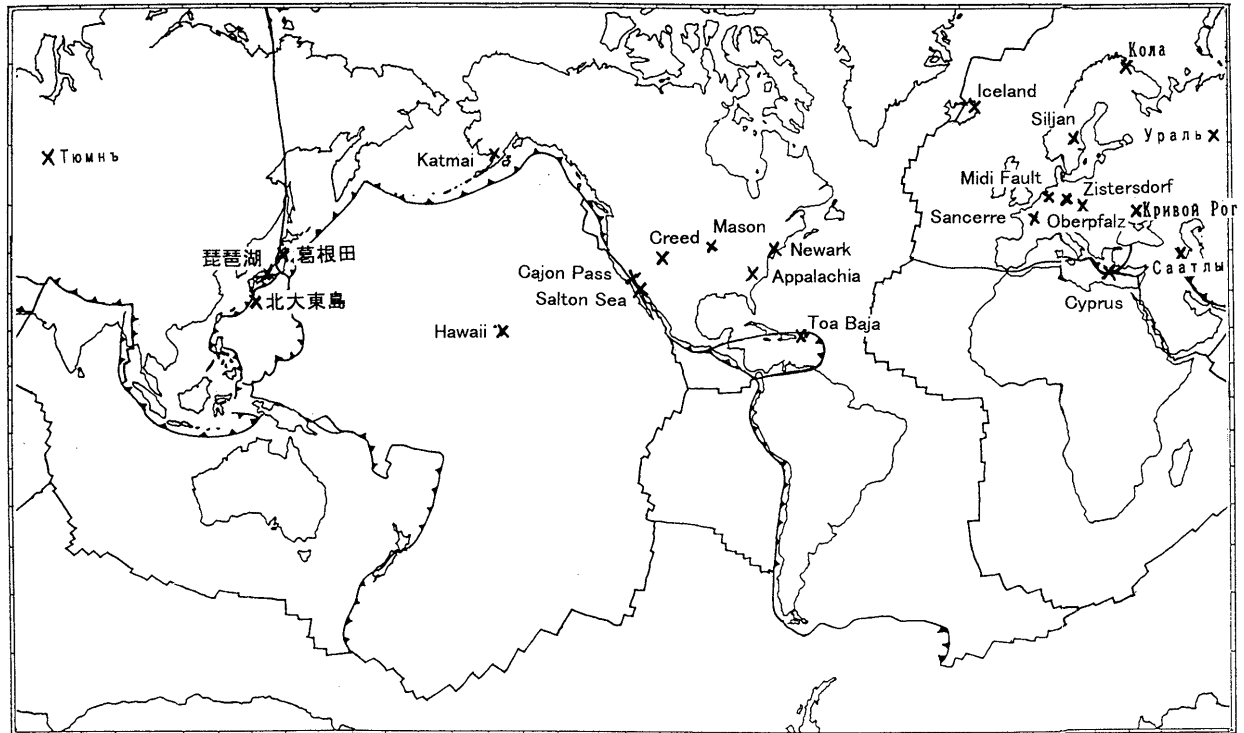 Кола
Iceland
Siljan
Ураль
Тюмнъ
Katmai
Midi Fault
Zistersdorf
Sancerre
Oberpfalz
Кривой Рог
Mason
Creed
Newark
琵琶湖
葛根田
Cajon Pass
Appalachia
Саатлы
Salton Sea
北大東島
Cyprus
Hawaii
Toa Baja